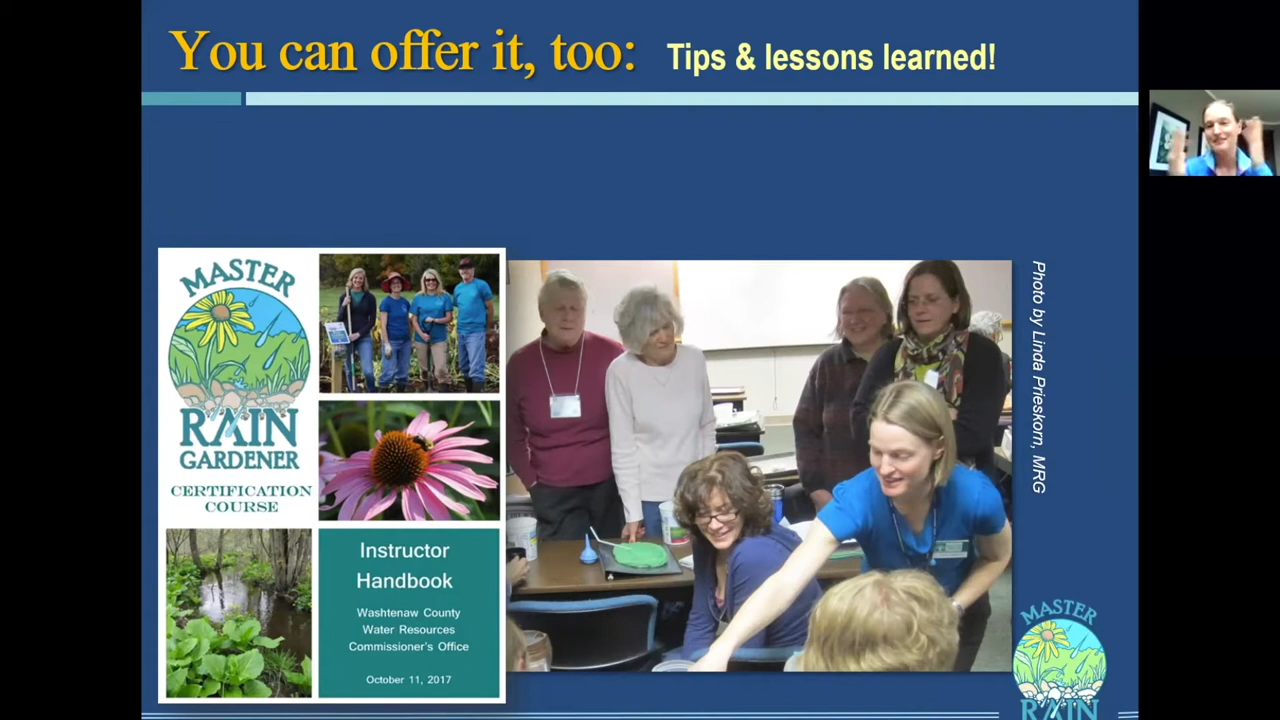 You can offer it, too: Tips & lessons learned!
MASTER
RAIN
GARDENER
CERTIFICATION
COURSE
Instructor
Handbook
Washtenaw County
Water Resources
Commissioner's Office
October 11, 2017
Photo by Linda Prieskorn, MRG
MASTER
RAIN